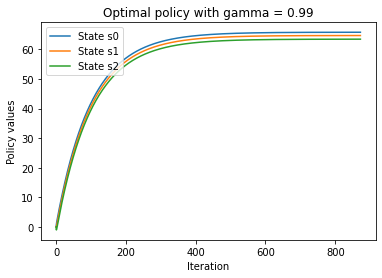 Optimal policy with gamma = 0.99
State s0
State s1
State s2
Policy values
60
50
40
30
20
10
0
0 200 400 600 800
Iteration